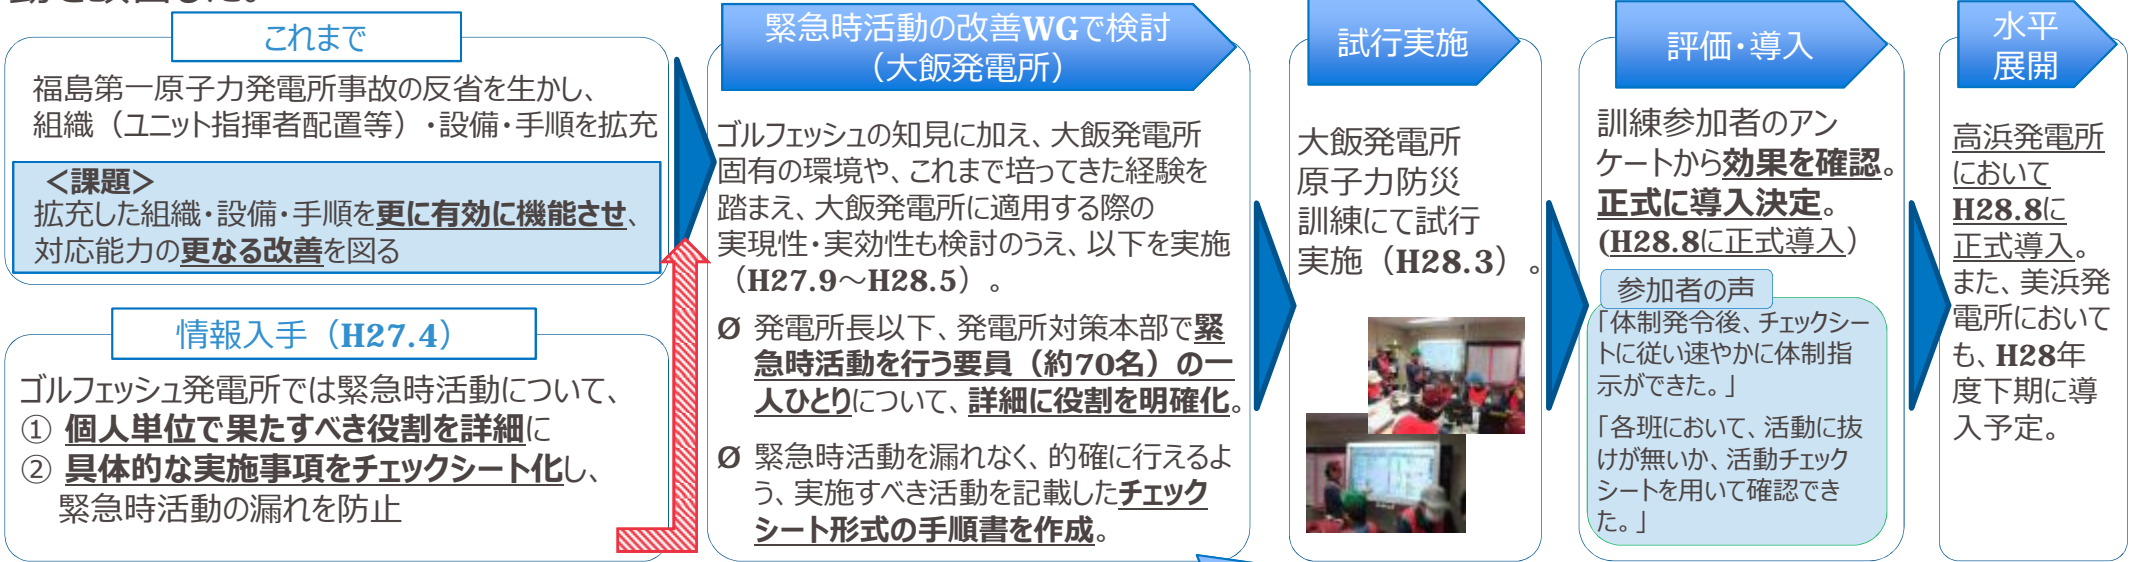 これまで
福島第一原子力発電所事故の反省を生かし、
組織（ユニット指揮者配置等）・設備・手順を拡充
＜課題＞
拡充した組織・設備・手順を更に有効に機能させ、
対応能力の更なる改善を図る
情報入手（H27.4）
ゴルフェッシュ発電所では緊急時活動について、
① 個人単位で果たすべき役割を詳細に
② 具体的な実施事項をチェックシート化し、
緊急時活動の漏れを防止
緊急時活動の改善WGで検討
（大飯発電所）
ゴルフェッシュの知見に加え、大飯発電所
固有の環境や、これまで培ってきた経験を
踏まえ、大飯発電所に適用する際の
実現性・実効性も検討のうえ、以下を実施
（H27.9～H28.5）。
Ø 発電所長以下、発電所対策本部で緊
急時活動を行う要員（約70名）の一
人ひとりについて、詳細に役割を明確化。
Ø 緊急時活動を漏れなく、的確に行えるよ
う、実施すべき活動を記載したチェック
シート形式の手順書を作成。
試行実施
大飯発電所
原子力防災
訓練にて試行
実施（H28.3）。
評価・導入
訓練参加者のアン
ケートから効果を確認。
正式に導入決定。
(H28.8に正式導入）
参加者の声
「体制発令後、チェックシー
トに従い速やかに体制指
示ができた。」
「各班において、活動に抜
けが無いか、活動チェック
シートを用いて確認でき
た。」
水平
展開
高浜発電所
において
H28.8に
正式導入。
また、美浜発
電所において
も、H28年
度下期に導
入予定。